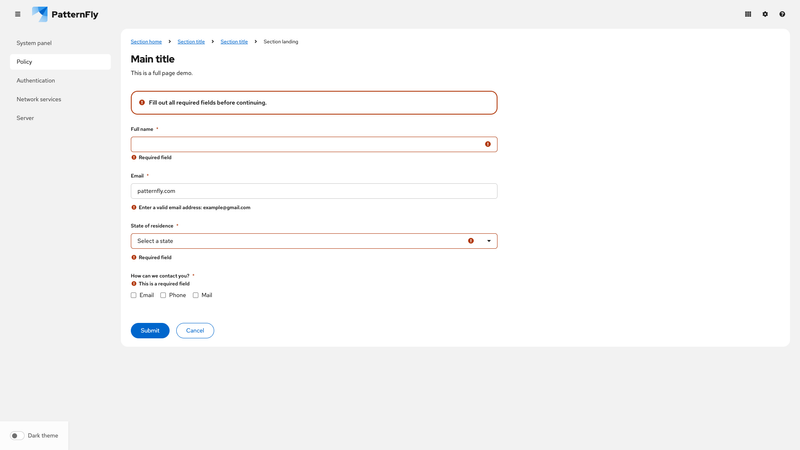 PatternFly
System panel
Policy
Authentication
Network services
Server
Section home Section title Section title Section landing
Main title
This is a full page demo.
Fill out all required fields before continuing.
Full name *
Required field
Email *
patternfly.com
Enter a valid email address: example@gmail.com
State of residence *
Select a state
Required field
How can we contact you? *
This is a required field
Email Phone Mail
Submit Cancel
Dark theme